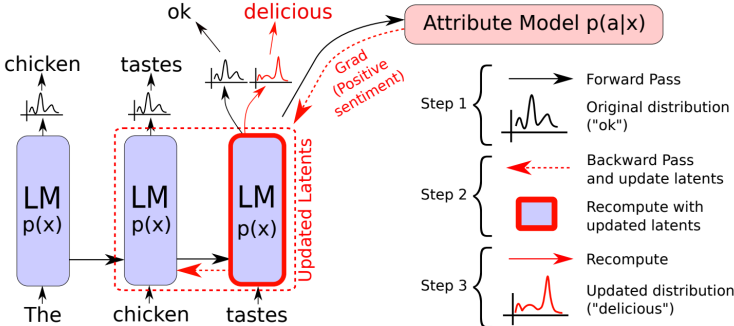 ok
delicious
Attribute Model p(a|x)
Grad
(Positive
sentiment)
chicken
tastes
LM
p(x)
LM
p(x)
LM
p(x)
Updated Latents
The
chicken
tastes
Step 1
Forward Pass
Original distribution
("ok")
Step 2
Backward Pass
and update latents
Recompute with
updated latents
Step 3
Recompute
Updated distribution
("delicious")